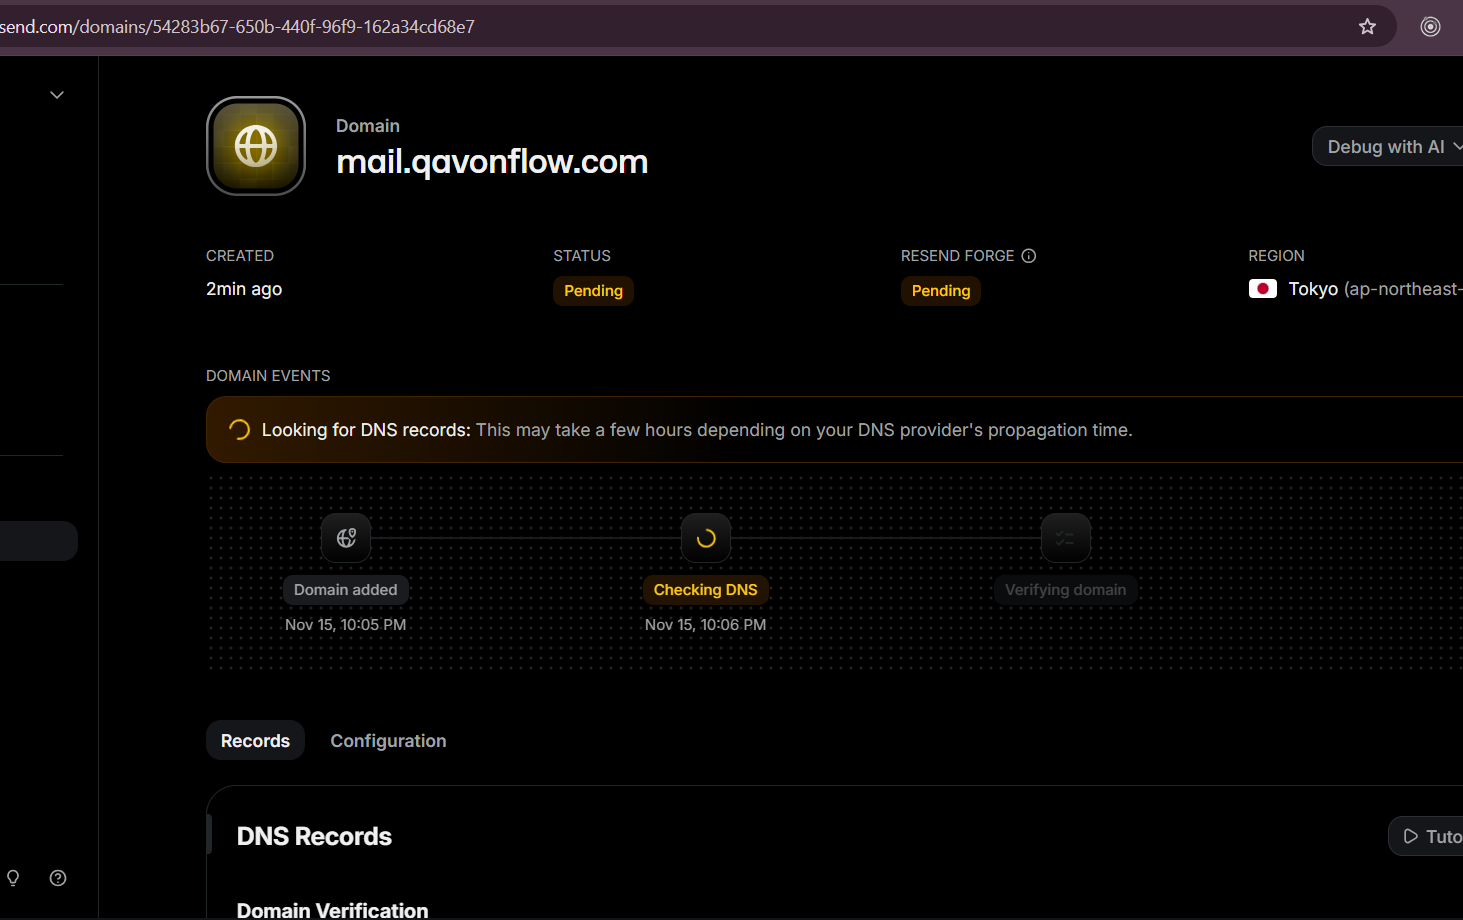 send.com/domains/54283b67-650b-440f-96f9-162a34cd68e7
Domain
mail.qavonflow.com
Debug with AI
CREATED
STATUS
RESEND FORGE
REGION
2min ago
Pending
Pending
Tokyo (ap-northeast-
DOMAIN EVENTS
Looking for DNS records: This may take a few hours depending on your DNS provider's propagation time.
Domain added
Checking DNS
Verifying domain
Nov 15, 10:05 PM
Nov 15, 10:06 PM
Records
Configuration
DNS Records
Tuto
Domain Verification